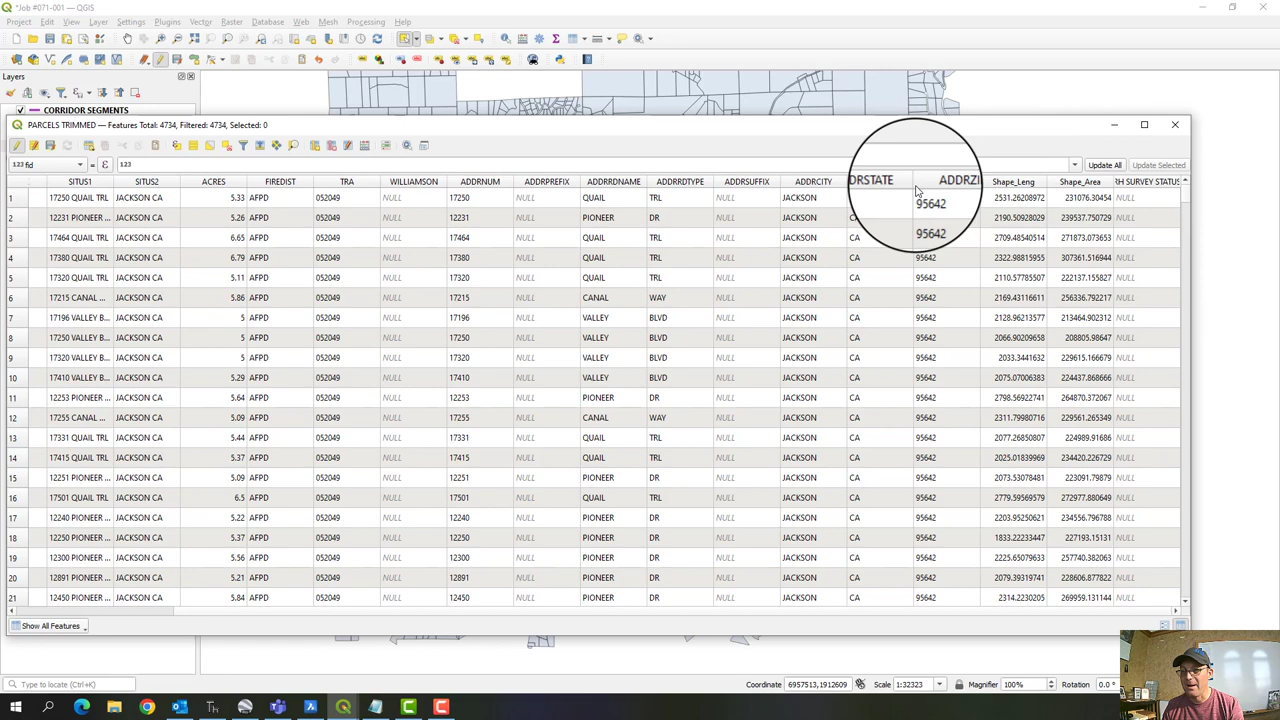 *Job #071-001 — QGIS
Project Edit View Layer Settings Plugins Vector Raster Database Web Mesh Processing Help
Layers
CORRIDOR SEGMENTS
PARCELS TRIMMED — Features Total: 4734, Filtered: 4734, Selected: 0
123 fid = ε 123 Update All Update Selected
SITUS1 SITUS2 ACRES FIREDIST TRA WILLIAMSON ADDRNUM ADDRPREFIX ADDRRDNAME ADDRRDTYPE ADDRSUFFIX ADDRCITY DRSTATE ADDRZI Shape_Leng Shape_Area RH SURVEY STATUS
1 17250 QUAIL TRL JACKSON CA 5.33 AFPD 052049 NULL 17250 NULL QUAIL TRL NULL JACKSON 95642 2531.26208972 231076.30454 NULL
2 12231 PIONEER ... JACKSON CA 5.26 AFPD 052049 NULL 12231 NULL PIONEER DR NULL JACKSON 2190.50928029 239537.750729 NULL
3 17464 QUAIL TRL JACKSON CA 6.65 AFPD 052049 NULL 17464 NULL QUAIL TRL NULL JACKSON CA 95642 2709.48540514 271873.073653 NULL
4 17380 QUAIL TRL JACKSON CA 6.79 AFPD 052049 NULL 17380 NULL QUAIL TRL NULL JACKSON CA 95642 2322.98815955 307361.516944 NULL
5 17320 QUAIL TRL JACKSON CA 5.11 AFPD 052049 NULL 17320 NULL QUAIL TRL NULL JACKSON CA 95642 2110.57785507 222137.155827 NULL
6 17215 CANAL ... JACKSON CA 5.86 AFPD 052049 NULL 17215 NULL CANAL WAY NULL JACKSON CA 95642 2169.43116611 256336.792217 NULL
7 17196 VALLEY B... JACKSON CA 5 AFPD 052049 NULL 17196 NULL VALLEY BLVD NULL JACKSON CA 95642 2128.96213577 213464.902312 NULL
8 17250 VALLEY B... JACKSON CA 5 AFPD 052049 NULL 17250 NULL VALLEY BLVD NULL JACKSON CA 95642 2066.90209658 208805.98647 NULL
9 17320 VALLEY B... JACKSON CA 5 AFPD 052049 NULL 17320 NULL VALLEY BLVD NULL JACKSON CA 95642 2033.3441632 229615.166679 NULL
10 17410 VALLEY B... JACKSON CA 5.29 AFPD 052049 NULL 17410 NULL VALLEY BLVD NULL JACKSON CA 95642 2075.07006383 224437.868666 NULL
11 12253 PIONEER ... JACKSON CA 5.64 AFPD 052049 NULL 12253 NULL PIONEER DR NULL JACKSON CA 95642 2798.56922741 264870.372067 NULL
12 17255 CANAL ... JACKSON CA 5.09 AFPD 052049 NULL 17255 NULL CANAL WAY NULL JACKSON CA 95642 2311.79980716 229561.265349 NULL
13 17331 QUAIL TRL JACKSON CA 5.44 AFPD 052049 NULL 17331 NULL QUAIL TRL NULL JACKSON CA 95642 2077.26850807 224989.91686 NULL
14 17415 QUAIL TRL JACKSON CA 5.37 AFPD 052049 NULL 17415 NULL QUAIL TRL NULL JACKSON CA 95642 2025.01839969 234420.226729 NULL
15 12251 PIONEER ... JACKSON CA 5.09 AFPD 052049 NULL 12251 NULL PIONEER DR NULL JACKSON CA 95642 2073.53078481 223091.79879 NULL
16 17501 QUAIL TRL JACKSON CA 6.5 AFPD 052049 NULL 17501 NULL QUAIL TRL NULL JACKSON CA 95642 2779.59569579 272977.880649 NULL
17 12240 PIONEER ... JACKSON CA 5.22 AFPD 052049 NULL 12240 NULL PIONEER DR NULL JACKSON CA 95642 2203.95250621 234556.796788 NULL
18 12250 PIONEER ... JACKSON CA 5.37 AFPD 052049 NULL 12250 NULL PIONEER DR NULL JACKSON CA 95642 1833.22233447 227193.15131 NULL
19 12300 PIONEER ... JACKSON CA 5.56 AFPD 052049 NULL 12300 NULL PIONEER DR NULL JACKSON CA 95642 2225.65079633 257740.382063 NULL
20 12891 PIONEER ... JACKSON CA 5.21 AFPD 052049 NULL 12891 NULL PIONEER DR NULL JACKSON CA 95642 2079.39319741 228606.877822 NULL
21 12450 PIONEER ... JACKSON CA 5.84 AFPD 052049 NULL 12450 NULL PIONEER DR NULL JACKSON CA 95642 2314.2230205 269959.131144 NULL
95642
Show All Features
Type to locate (Ctrl+K) Coordinate 6957513,1912609 Scale 1:32323 Magnifier 100% Rotation 0.0 °